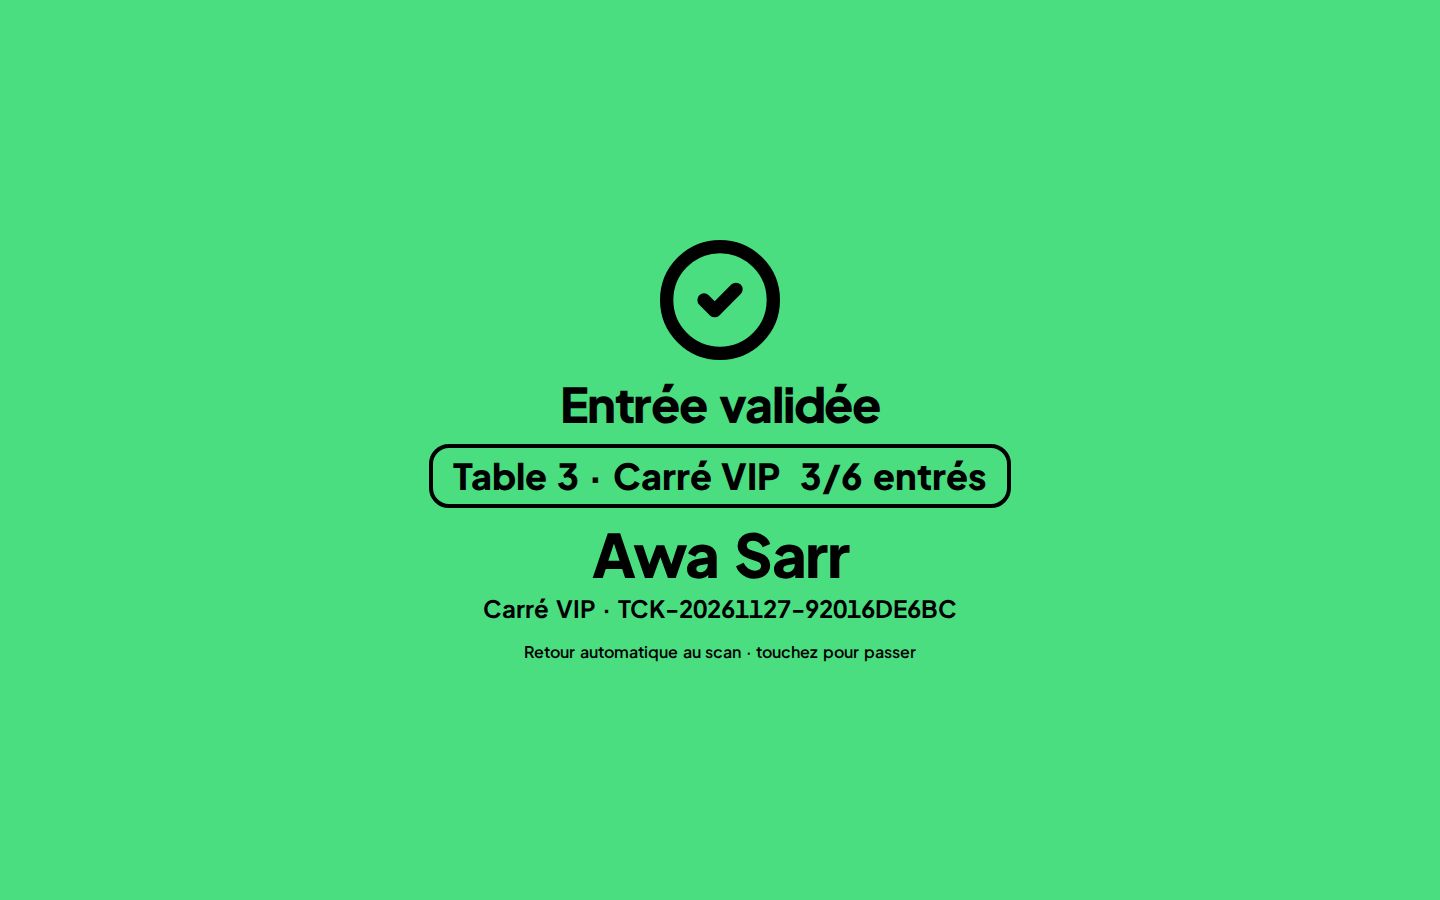 Entrée validée
Table 3 · Carré VIP 3/6 entrés
Awa Sarr
Carré VIP · TCK-20261127-92016DE6BC
Retour automatique au scan · touchez pour passer